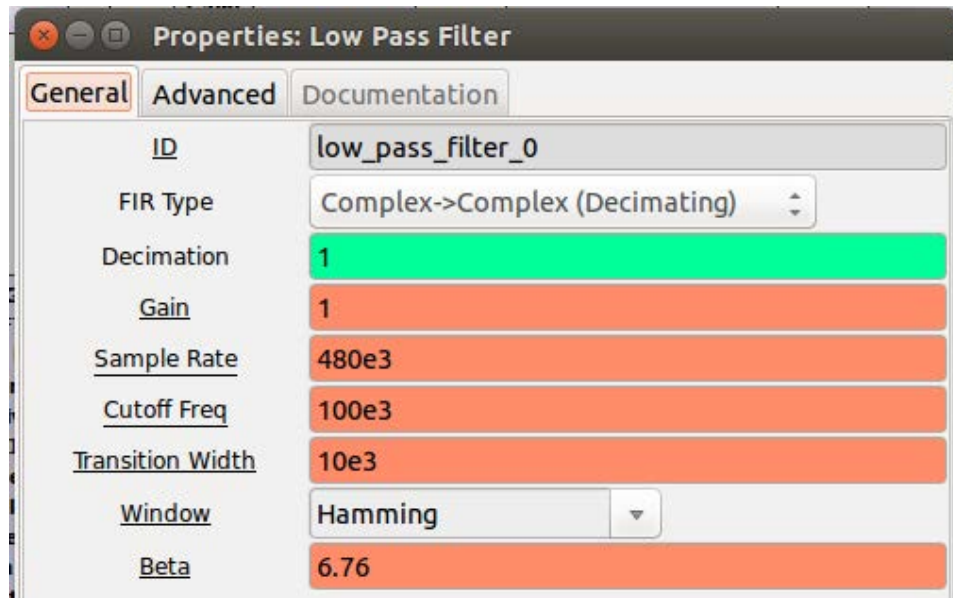 Properties: Low Pass Filter
General Advanced Documentation
ID low_pass_filter_0
FIR Type Complex->Complex (Decimating)
Decimation 1
Gain 1
Sample Rate 480e3
Cutoff Freq 100e3
Transition Width 10e3
Window Hamming
Beta 6.76